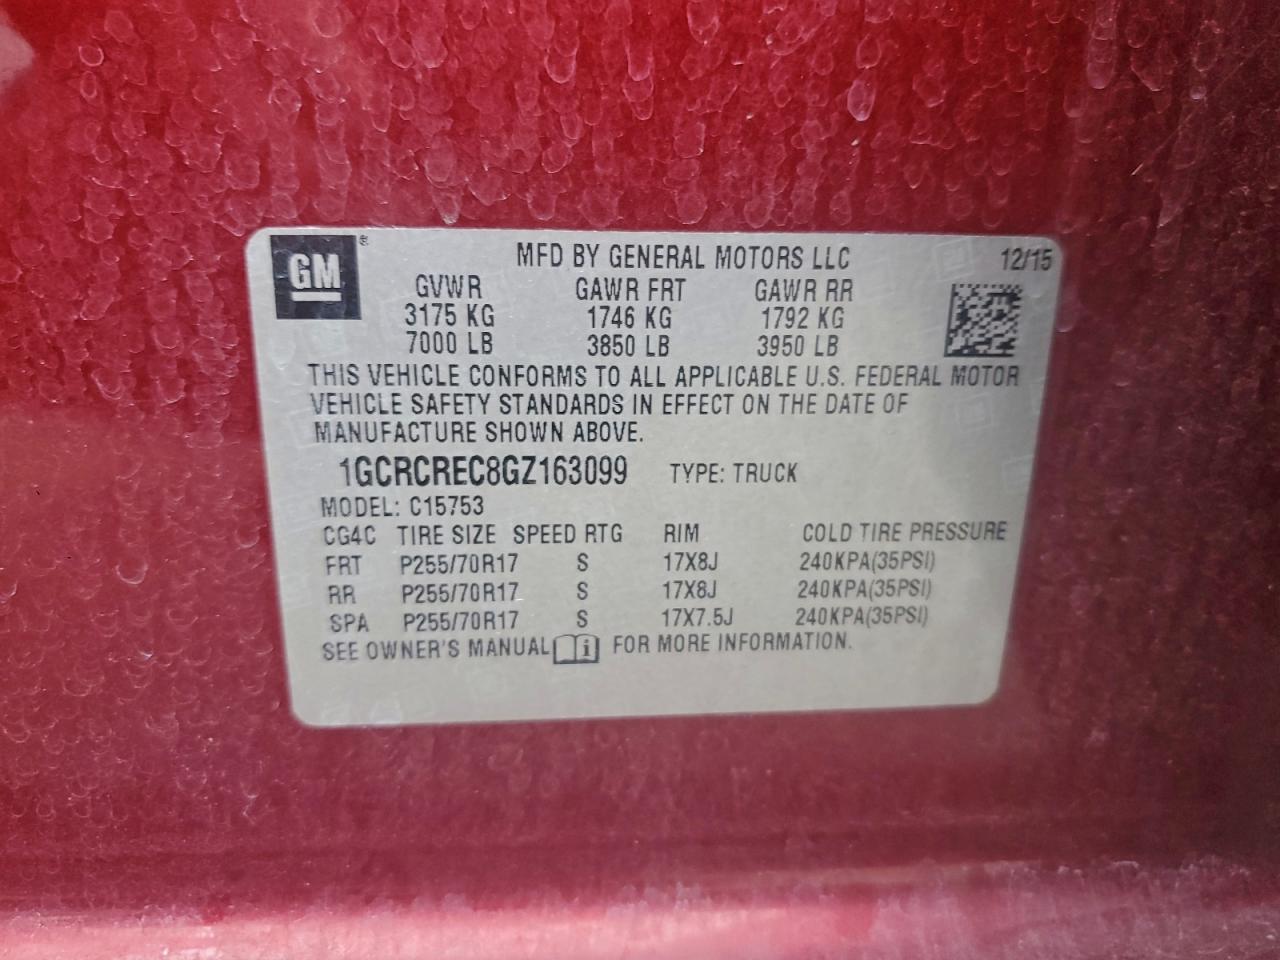 GM®
MFD BY GENERAL MOTORS LLC 12/15
GVWR GAWR FRT GAWR RR
3175 KG 1746 KG 1792 KG
7000 LB 3850 LB 3950 LB
THIS VEHICLE CONFORMS TO ALL APPLICABLE U.S. FEDERAL MOTOR
VEHICLE SAFETY STANDARDS IN EFFECT ON THE DATE OF
MANUFACTURE SHOWN ABOVE.
1GCRCREC8GZ163099 TYPE: TRUCK
MODEL: C15753
CG4C TIRE SIZE SPEED RTG RIM COLD TIRE PRESSURE
FRT P255/70R17 S 17X8J 240KPA(35PSI)
RR P255/70R17 S 17X8J 240KPA(35PSI)
SPA P255/70R17 S 17X7.5J 240KPA(35PSI)
SEE OWNER'S MANUAL i FOR MORE INFORMATION.